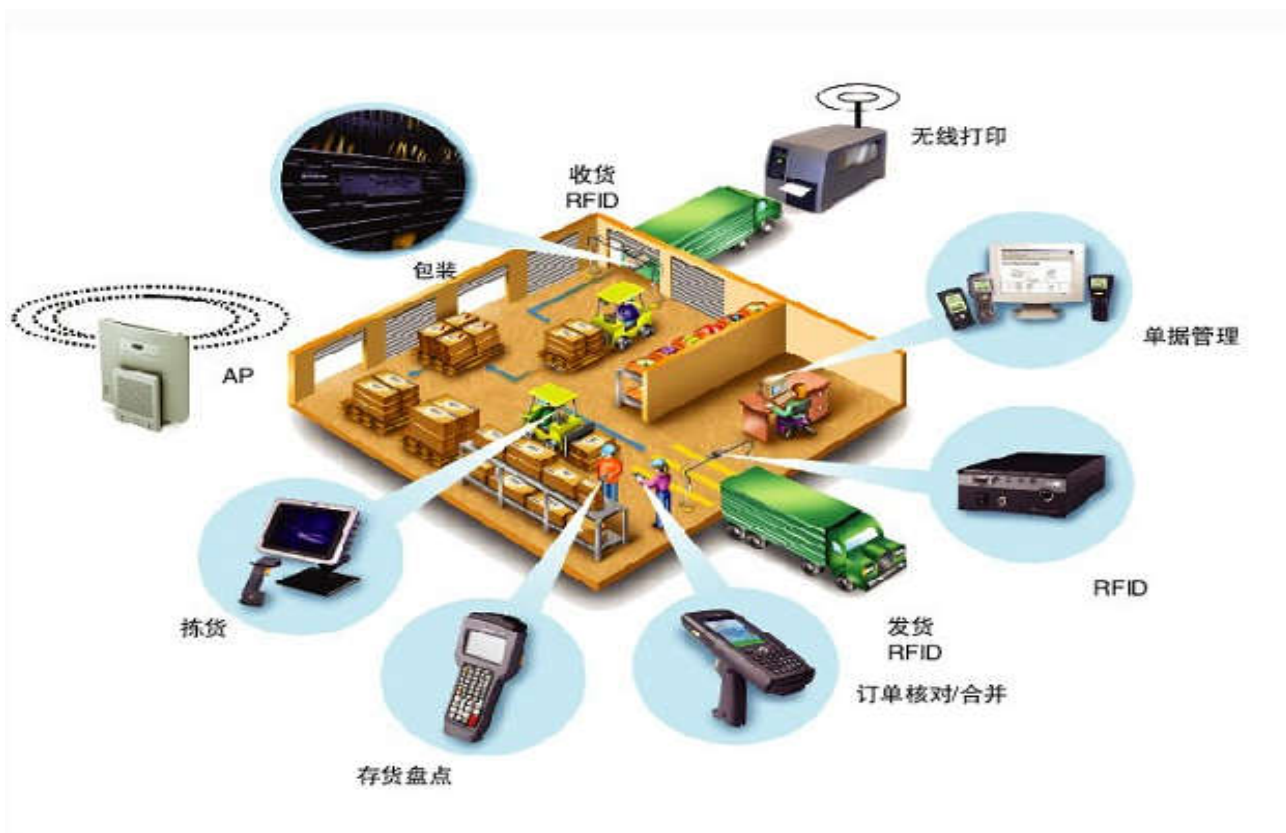 无线打印
收货
RFID
包装
单据管理
AP
RFID
拣货
发货
RFID
订单核对/合并
存货盘点